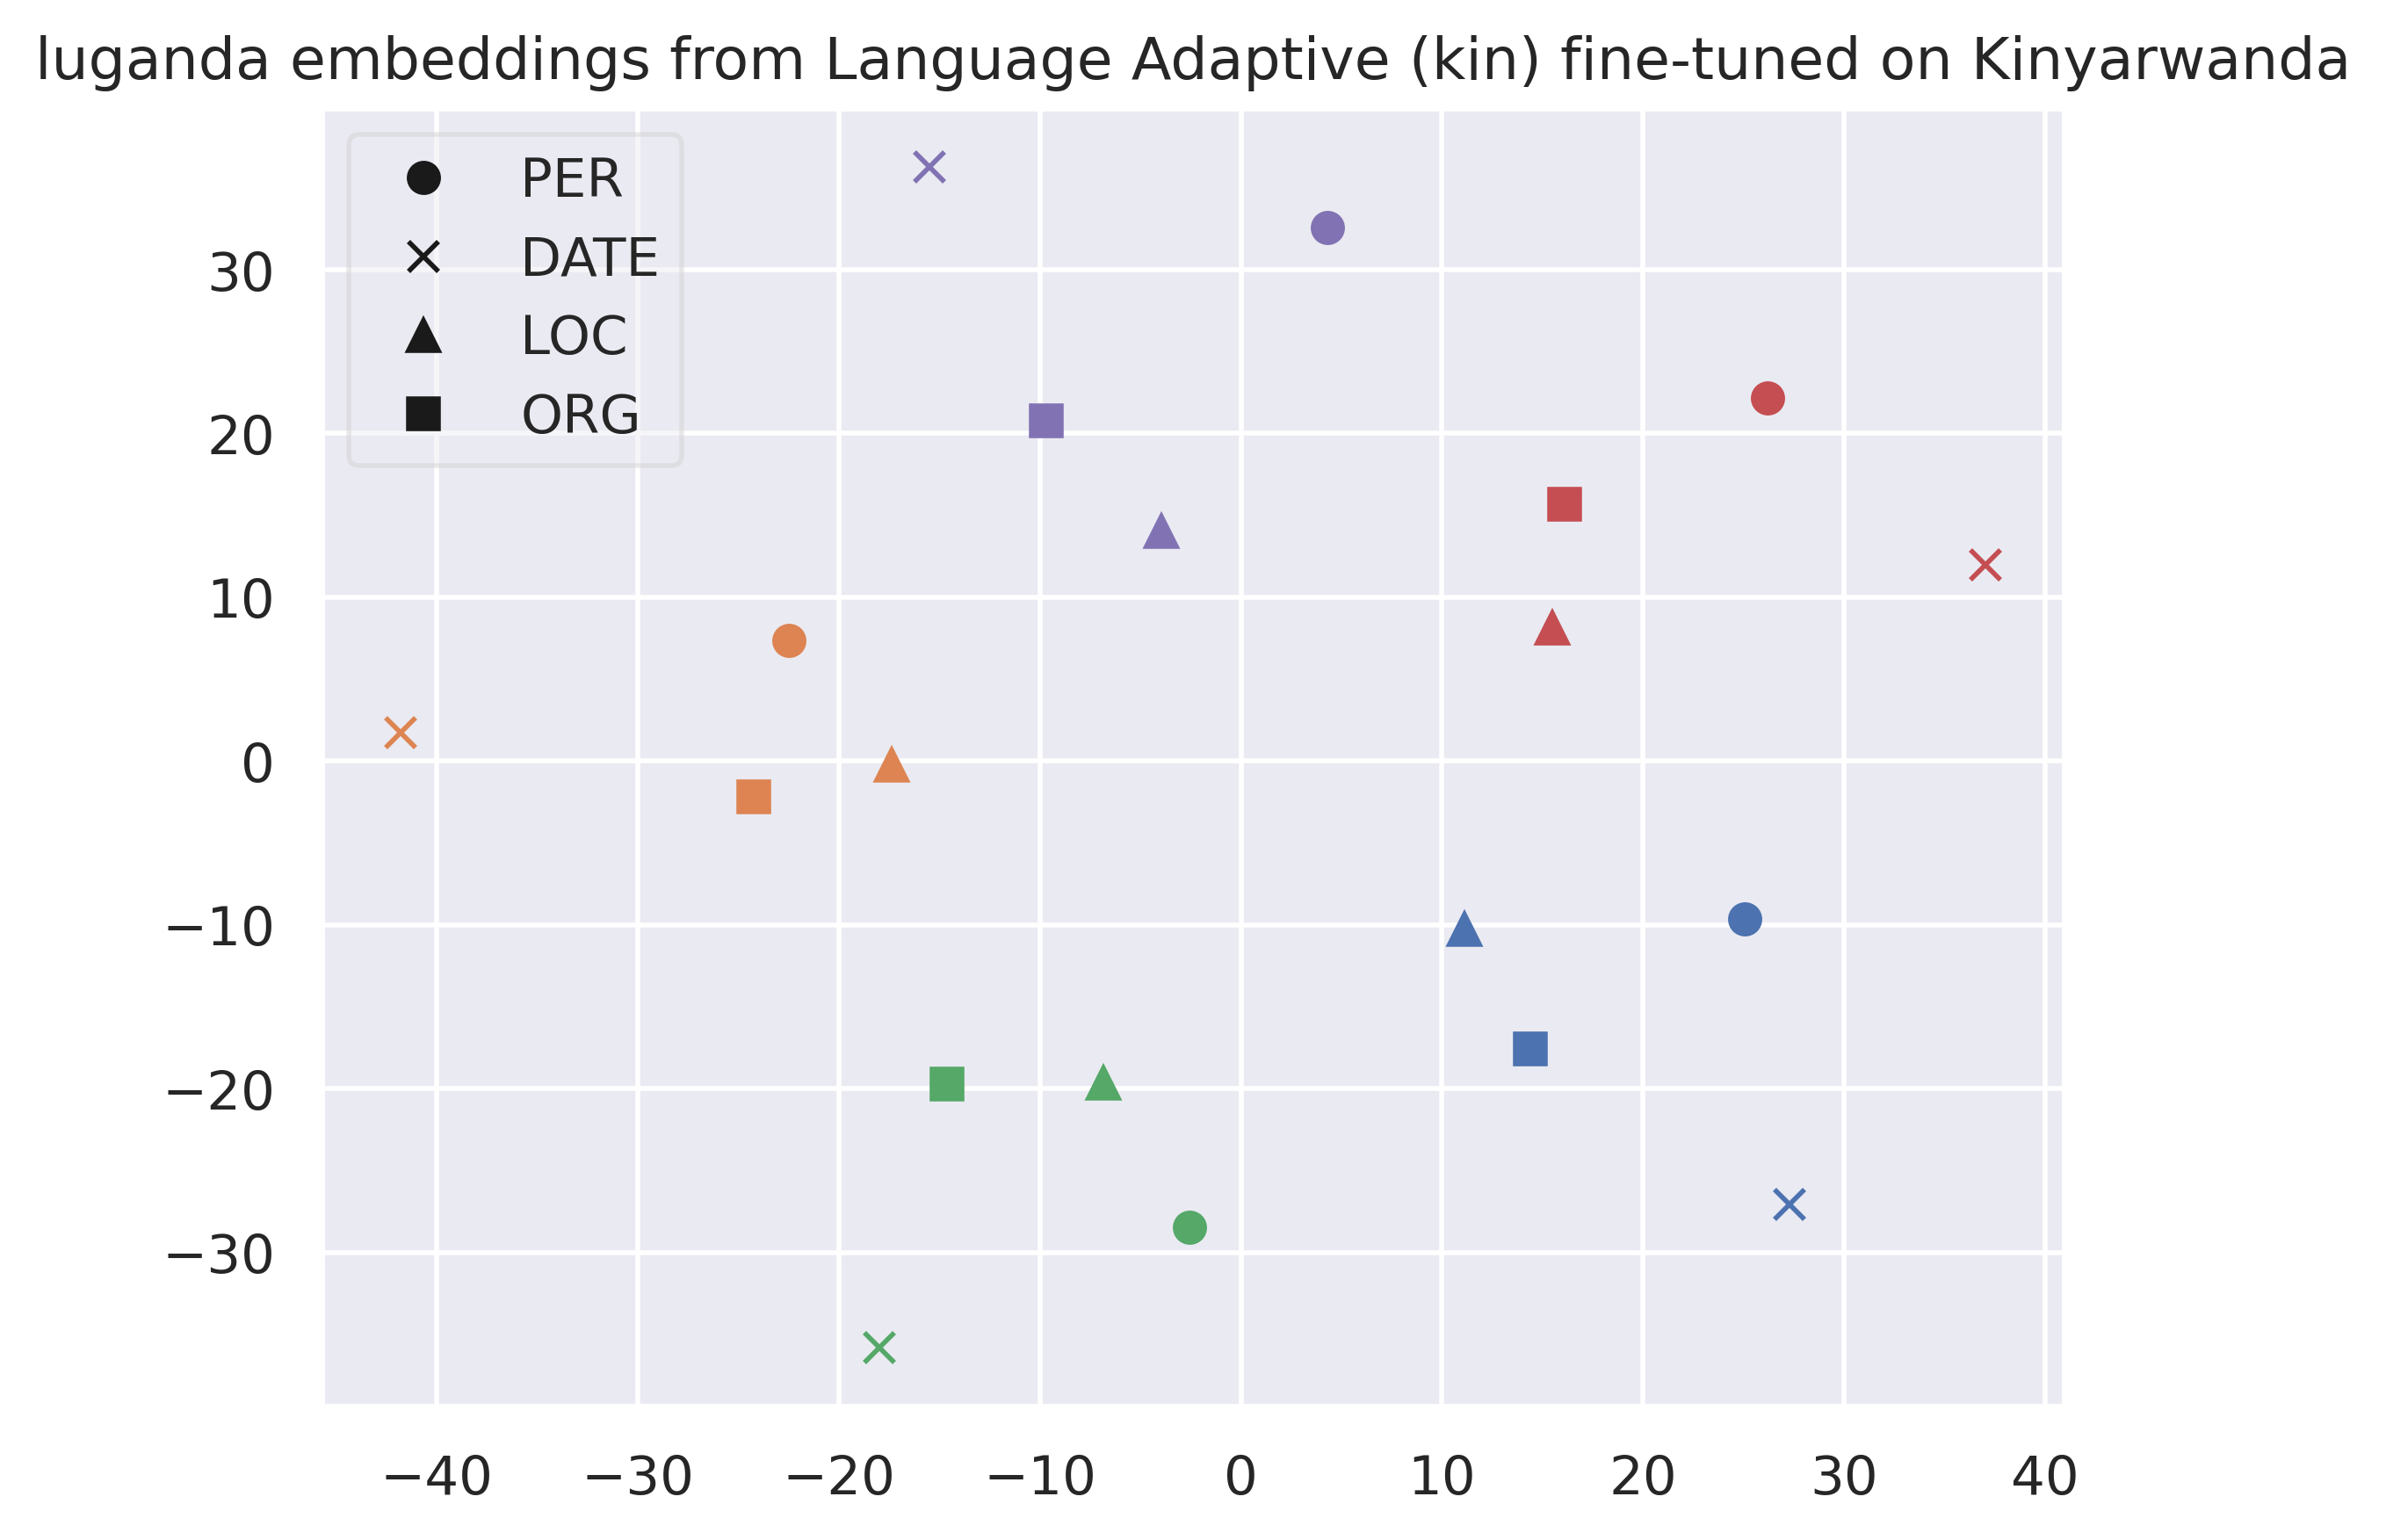 luganda embeddings from Language Adaptive (kin) fine-tuned on Kinyarwanda
PER
DATE
LOC
ORG
30
20
10
0
−10
−20
−30
−40 −30 −20 −10 0 10 20 30 40